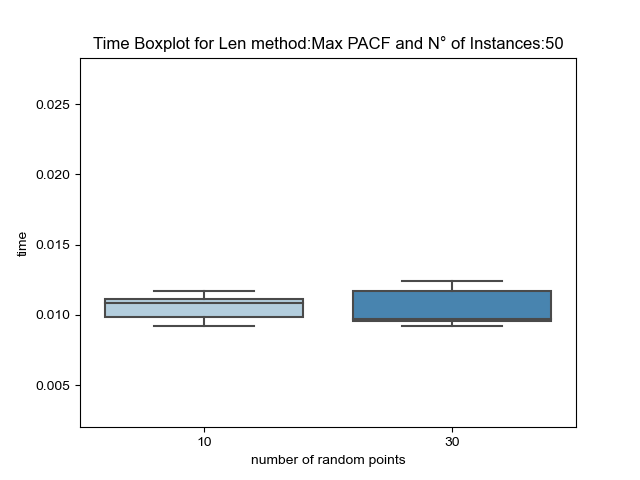 Time Boxplot for Len method:Max PACF and N° of Instances:50
0.025
0.020
0.015
0.010
0.005
time
10
30
number of random points